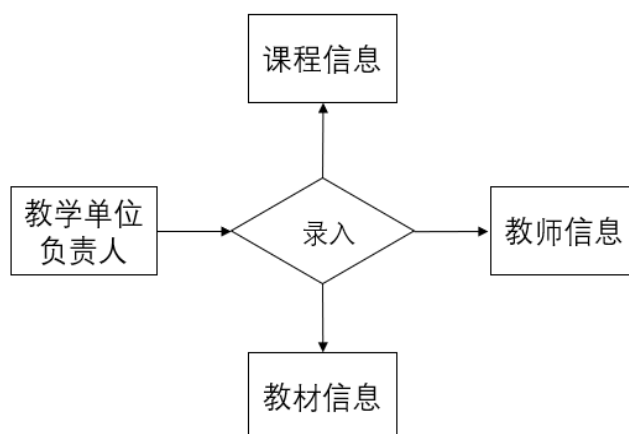 课程信息
教学单位
负责人
录入
教师信息
教材信息